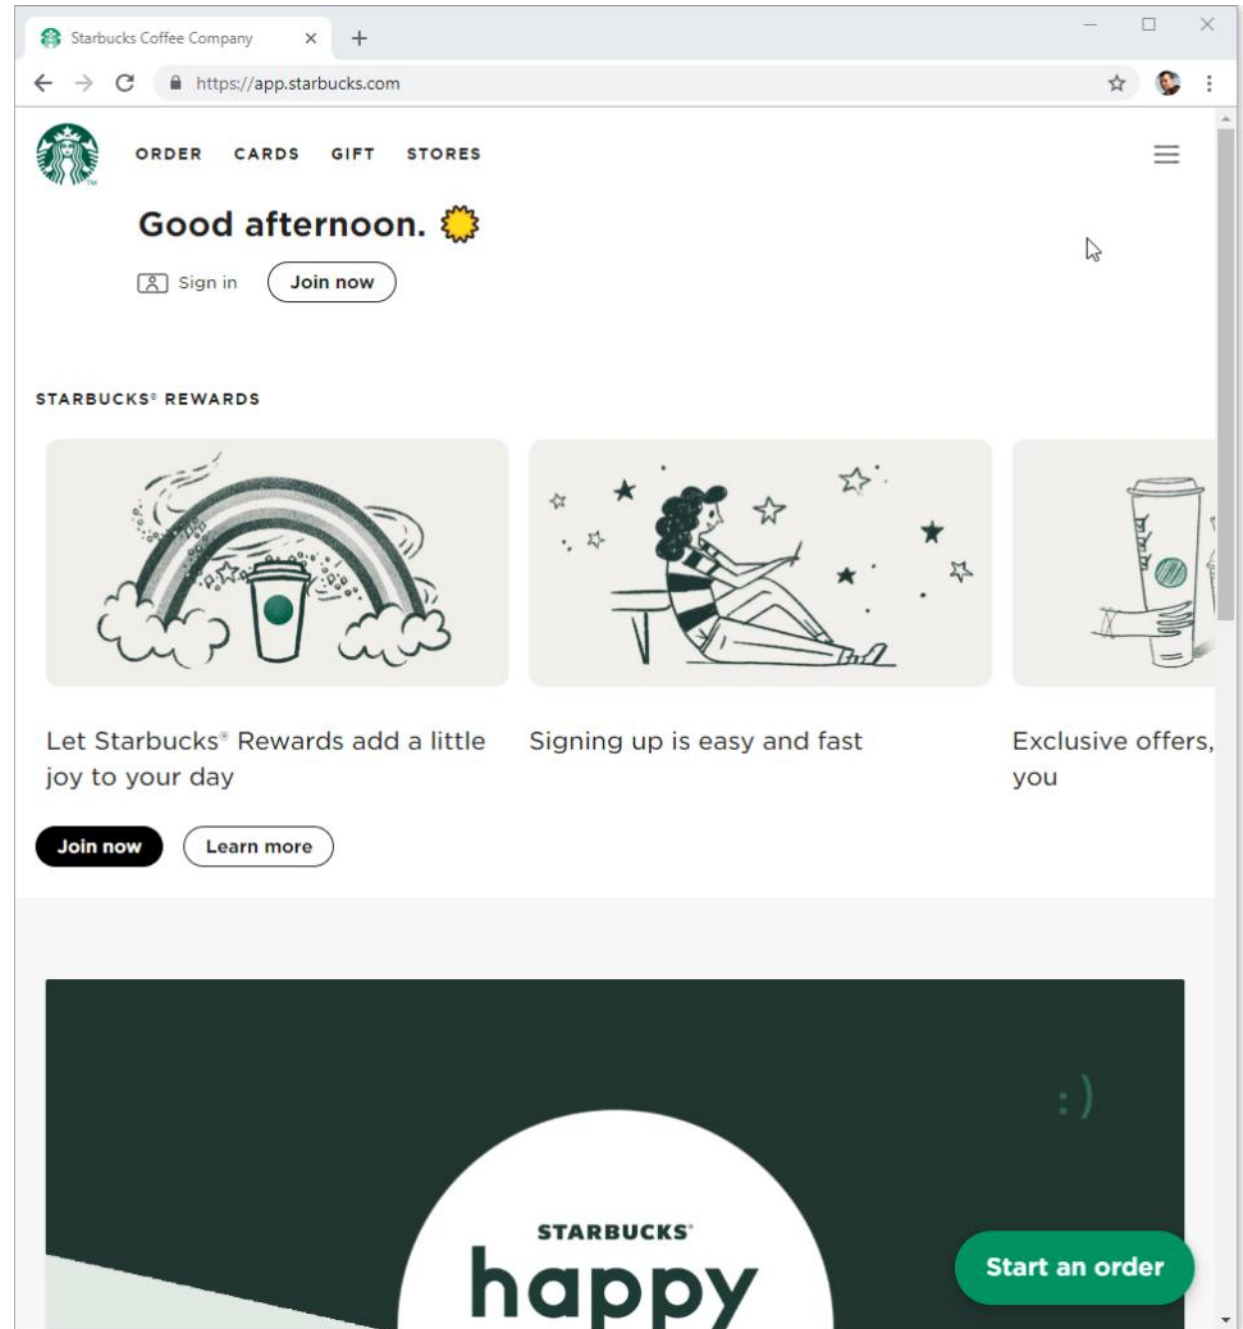 Starbucks Coffee Company
https://app.starbucks.com
ORDER CARDS GIFT STORES
Good afternoon.
Sign in Join now
STARBUCKS® REWARDS
Let Starbucks® Rewards add a little
joy to your day
Signing up is easy and fast
Exclusive offers,
you
Join now Learn more
:)
STARBUCKS®
happy
Start an order